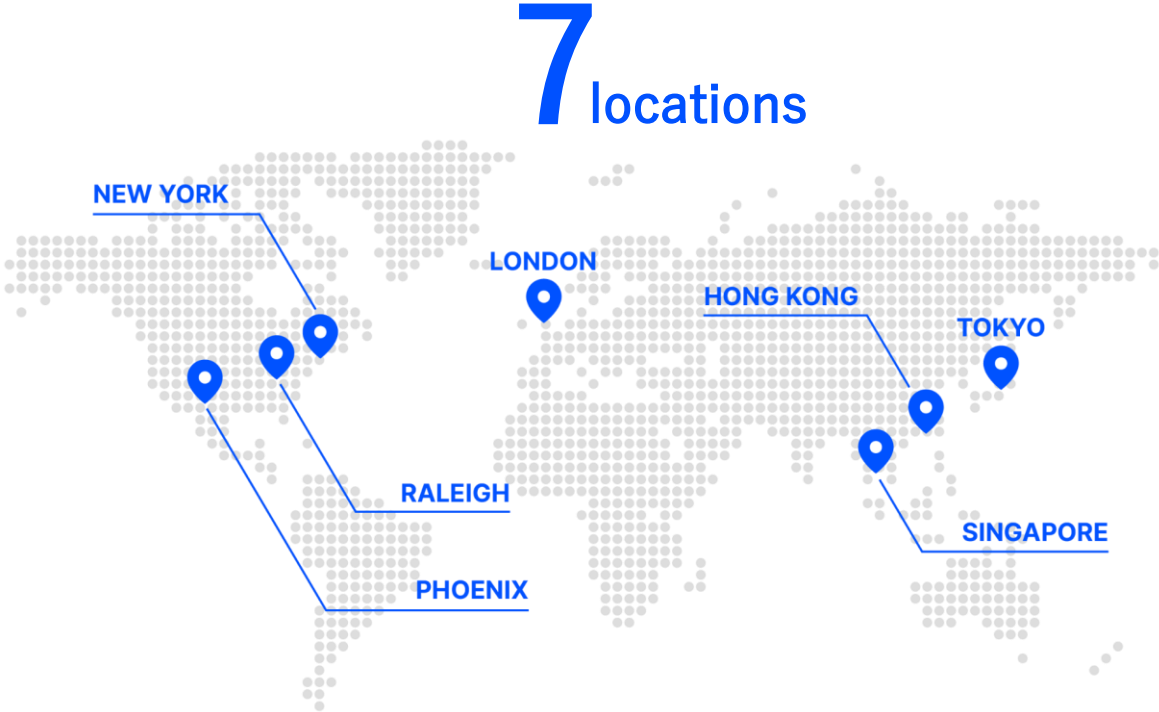 7 locations
NEW YORK
LONDON
HONG KONG
TOKYO
RALEIGH
SINGAPORE
PHOENIX